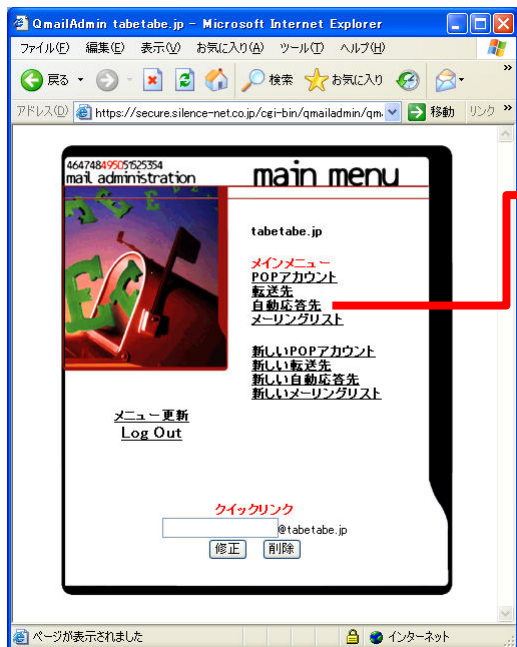 QmailAdmin tabetabe.jp - Microsoft Internet Explorer
ファイル(F) 編集(E) 表示(V) お気に入り(A) ツール(T) ヘルプ(H)
戻る 検索 お気に入り
アドレス(D) https://secure.silence-net.co.jp/cgi-bin/qmailadmin/qm 移動 リンク
464748495051525354
mail administration
main menu
tabetabe.jp
メインメニュー
POPアカウント
転送先
自動応答先
メーリングリスト
新しいPOPアカウント
新しい転送先
新しい自動応答先
新しいメーリングリスト
メニュー更新
Log Out
クイックリンク
@tabetabe.jp
修正 削除
ページが表示されました インターネット